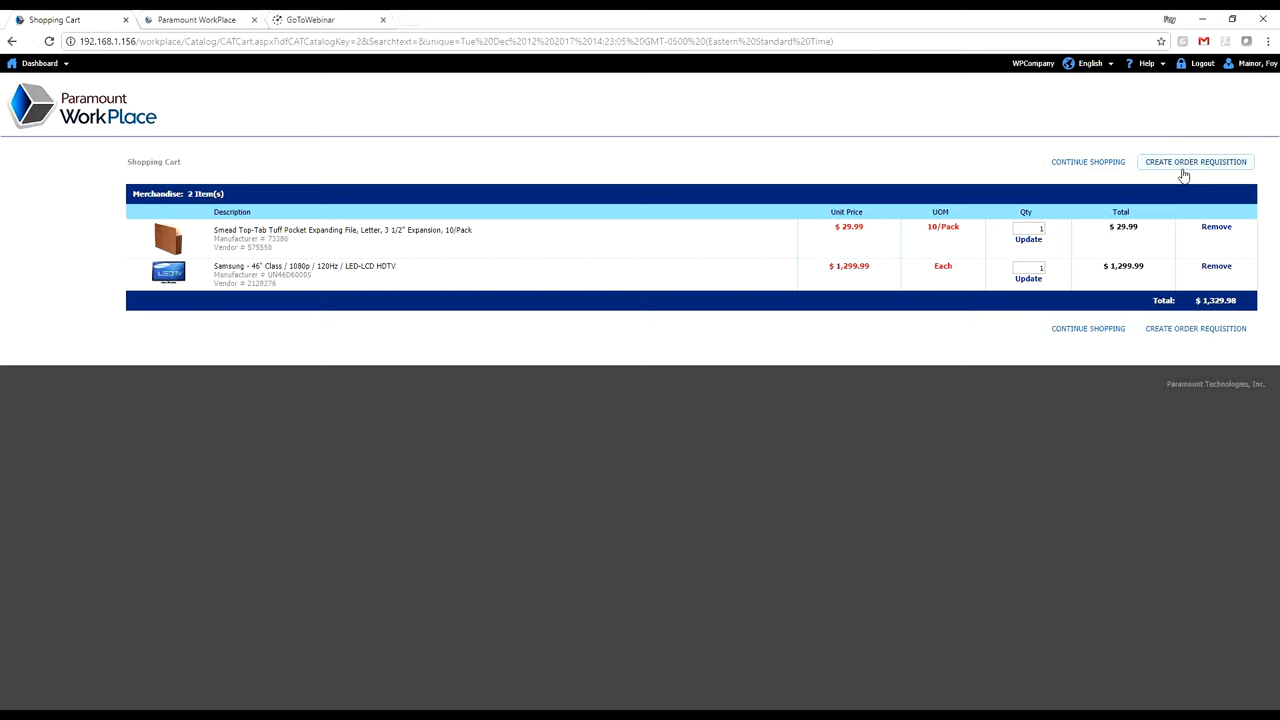 Shopping Cart
Paramount WorkPlace
GoToWebinar
Foy
192.168.1.156/workplace/Catalog/CATCart.aspx?idfCATCatalogKey=2&Searchtext=&unique=Tue%20Dec%2012%202017%2014:23:05%20GMT-0500%20(Eastern%20Standard%20Time)
Dashboard
WPCompany
English
Help
Logout
Mainor, Foy
Paramount
WorkPlace
Shopping Cart
CONTINUE SHOPPING
CREATE ORDER REQUISITION
Merchandise: 2 Item(s)
Description Unit Price UOM Qty Total
Smead Top-Tab Tuff Pocket Expanding File, Letter, 3 1/2" Expansion, 10/Pack
$ 29.99 10/Pack 1 $ 29.99 Remove
Manufacturer # 73380
Update
Vendor # 575550
Samsung - 46" Class / 1080p / 120Hz / LED-LCD HDTV
$ 1,299.99 Each 1 $ 1,299.99 Remove
Manufacturer # UN46D6000S
Update
Vendor # 2128276
Total: $ 1,329.98
CONTINUE SHOPPING
CREATE ORDER REQUISITION
Paramount Technologies, Inc.